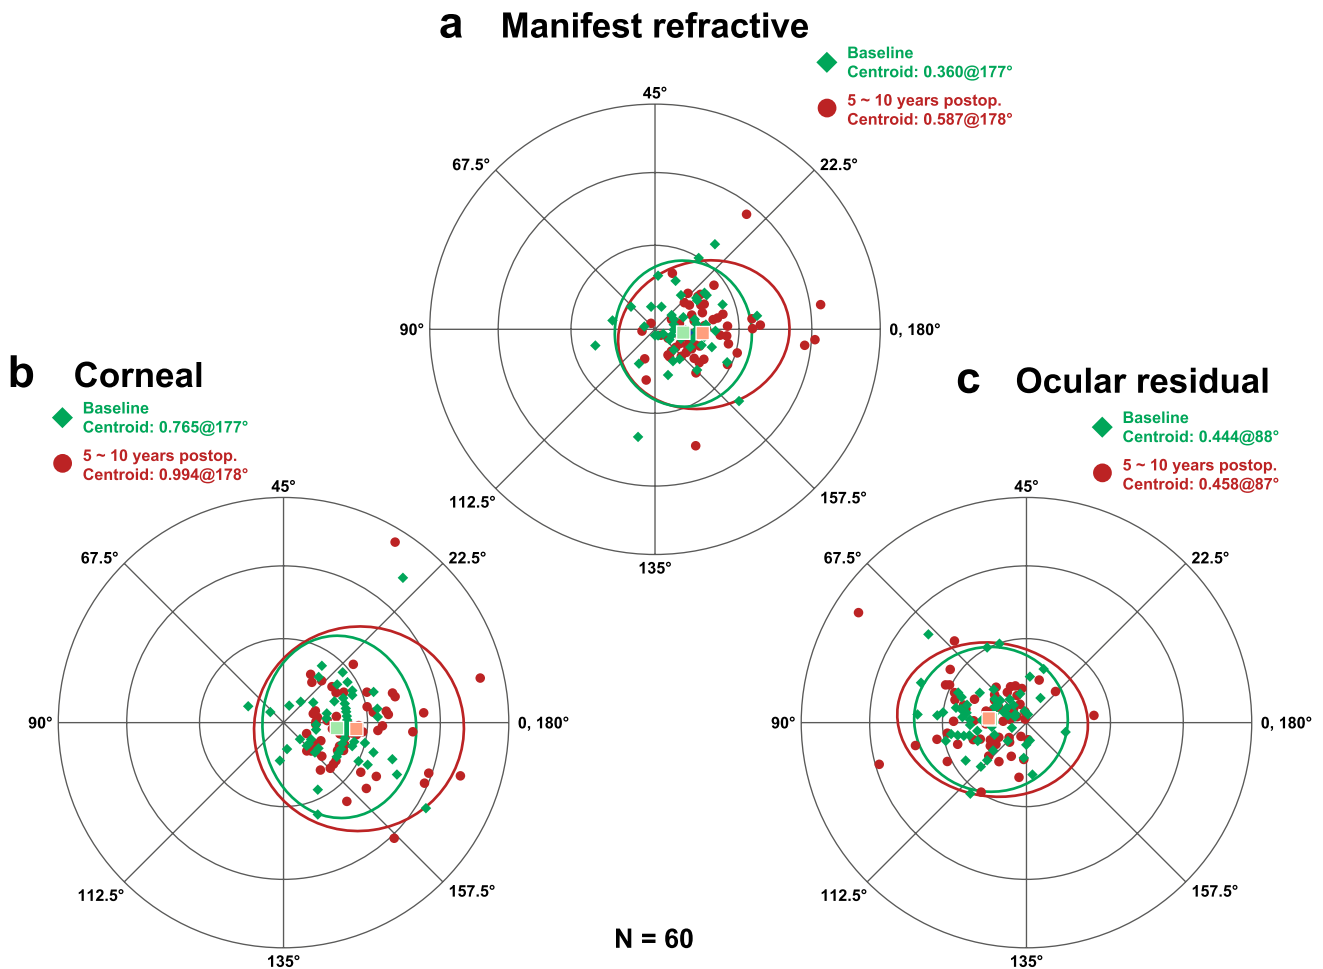 a Manifest refractive
Baseline
Centroid: 0.360@177°
5 ~ 10 years postop.
Centroid: 0.587@178°
45°
67.5°
22.5°
90°
0, 180°
112.5°
157.5°
135°
b Corneal
Baseline
Centroid: 0.765@177°
5 ~ 10 years postop.
Centroid: 0.994@178°
45°
67.5°
22.5°
90°
0, 180°
112.5°
157.5°
135°
c Ocular residual
Baseline
Centroid: 0.444@88°
5 ~ 10 years postop.
Centroid: 0.458@87°
45°
67.5°
22.5°
90°
0, 180°
112.5°
157.5°
135°
N = 60